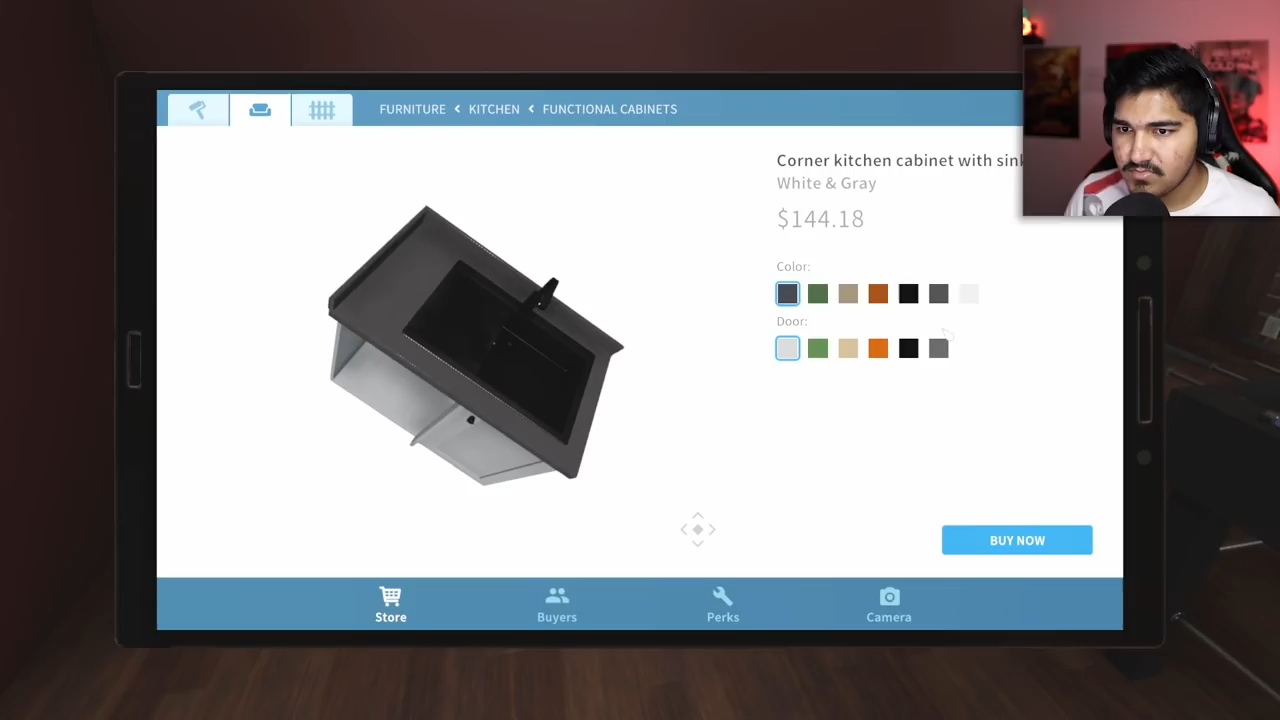 FURNITURE < KITCHEN < FUNCTIONAL CABINETS
Corner kitchen cabinet with sink
White & Gray
$144.18
Color:
Door:
BUY NOW
Store
Buyers
Perks
Camera